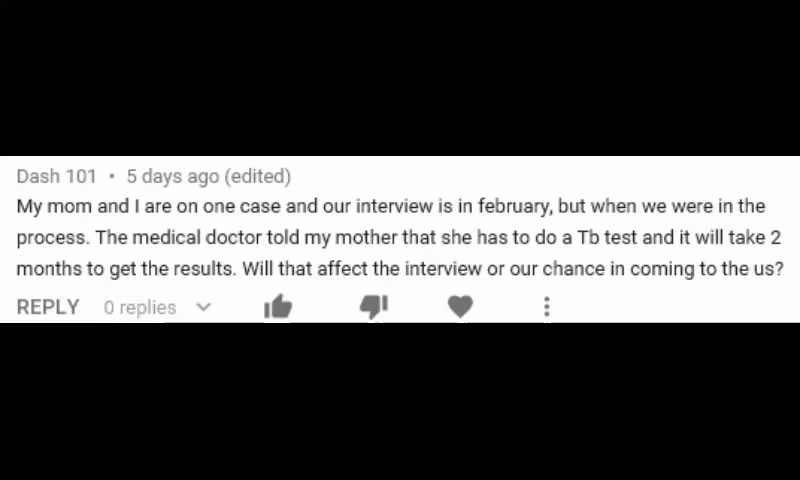 Dash 101 • 5 days ago (edited)
My mom and I are on one case and our interview is in february, but when we were in the
process. The medical doctor told my mother that she has to do a Tb test and it will take 2
months to get the results. Will that affect the interview or our chance in coming to the us?
REPLY 0 replies